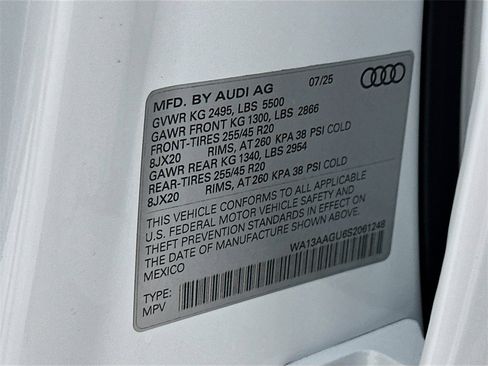 MFD. BY AUDI AG 07/25
GVWR KG 2495, LBS 5500
GAWR FRONT KG 1300, LBS 2866
FRONT-TIRES 255/45 R20
8JX20 RIMS, AT 260 KPA 38 PSI COLD
GAWR REAR KG 1340, LBS 2954
REAR-TIRES 255/45 R20
8JX20 RIMS, AT 260 KPA 38 PSI COLD
THIS VEHICLE CONFORMS TO ALL APPLICABLE
U.S. FEDERAL MOTOR VEHICLE SAFETY AND
THEFT PREVENTION STANDARDS IN EFFECT ON
THE DATE OF MANUFACTURE SHOWN ABOVE.
MEXICO
WA13AAGU6S2061248
TYPE:
MPV